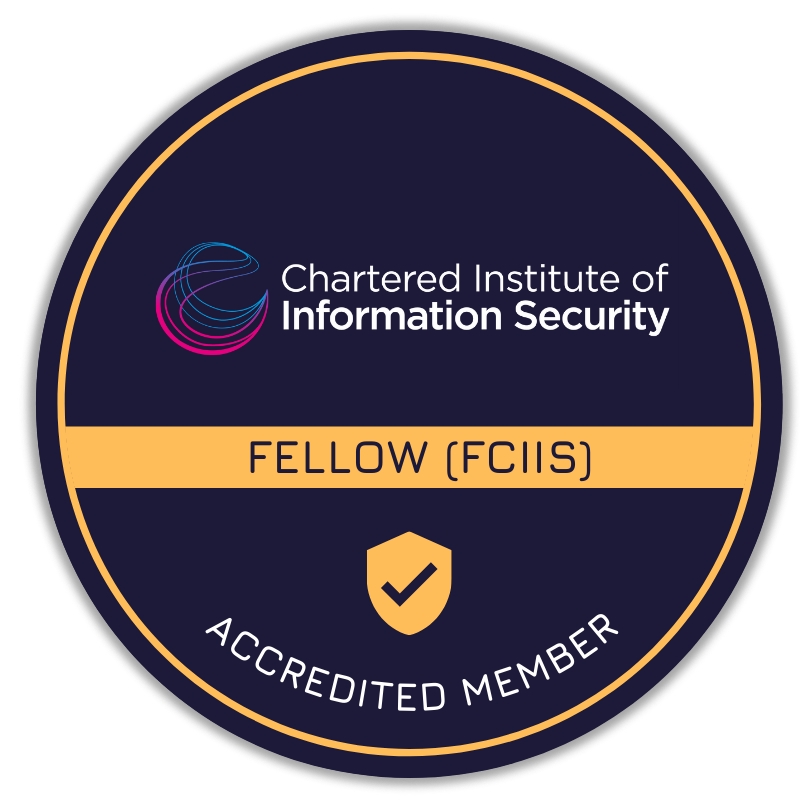 Chartered Institute of
Information Security
FELLOW (FCIIS)
ACCREDITED MEMBER